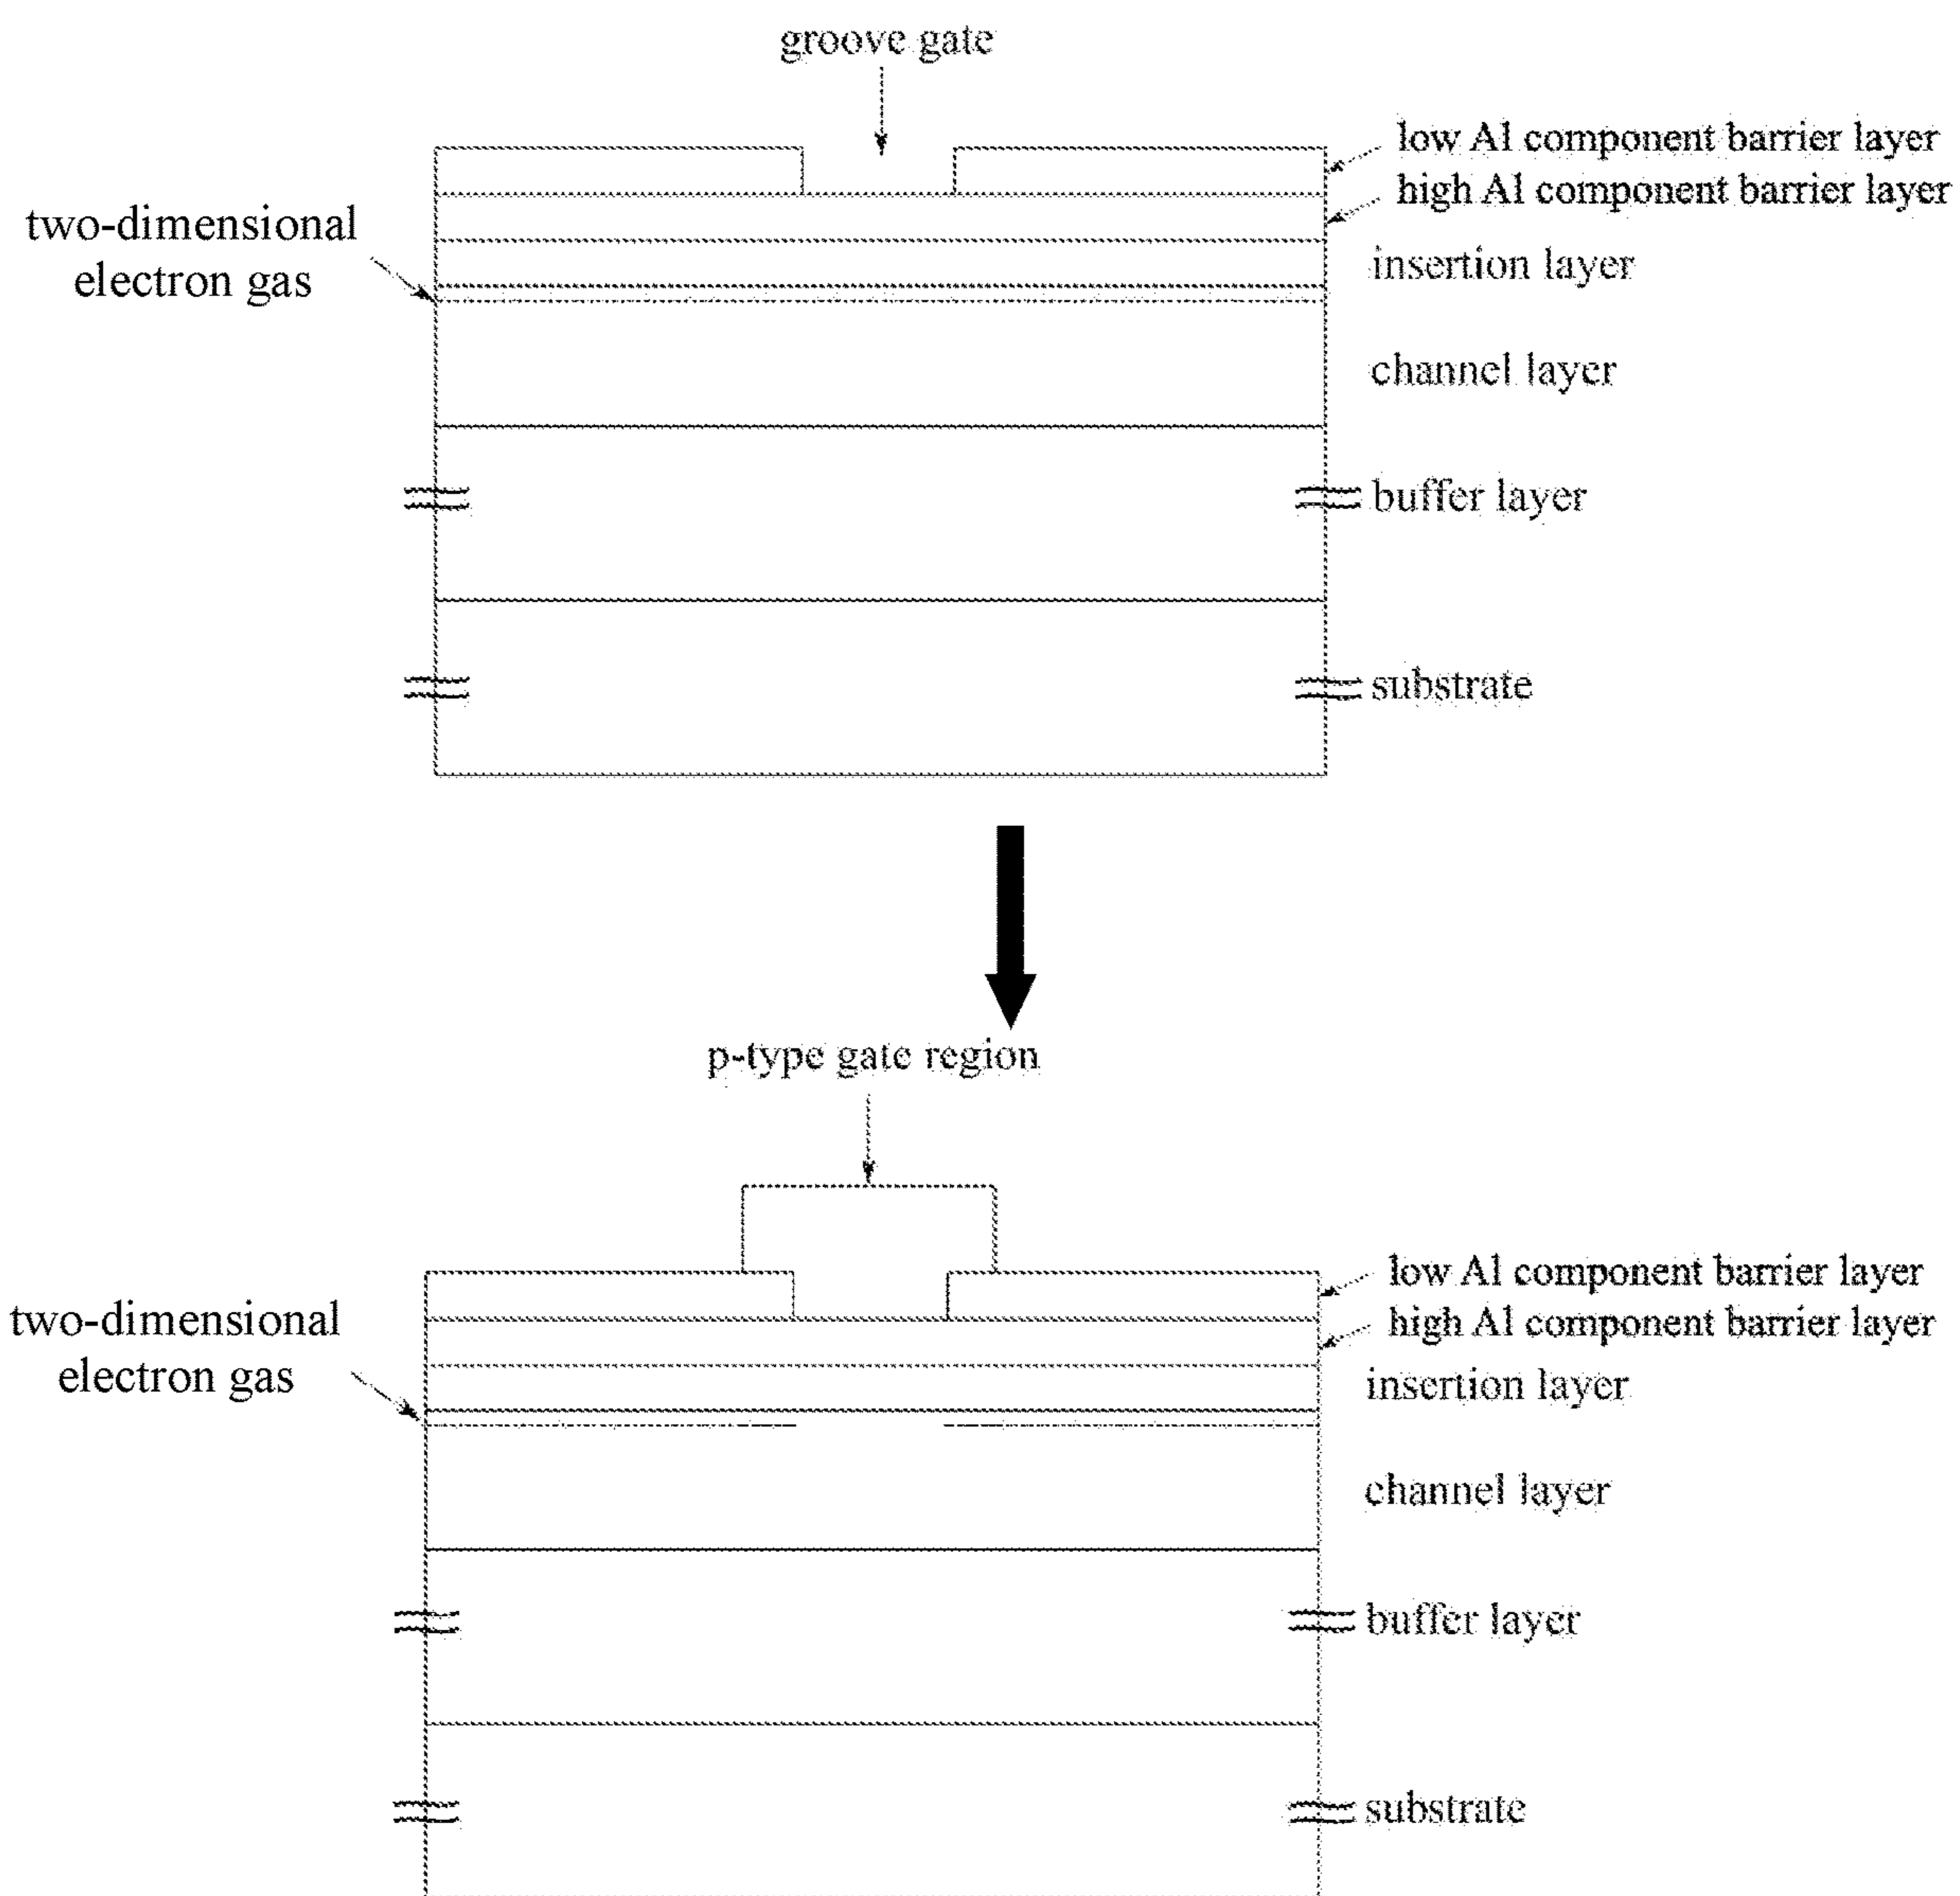 groove gate
low Al component barrier layer
high Al component barrier layer
two-dimensional
electron gas
insertion layer
channel layer
buffer layer
substrate
p-type gate region
low Al component barrier layer
high Al component barrier layer
two-dimensional
electron gas
insertion layer
channel layer
buffer layer
substrate